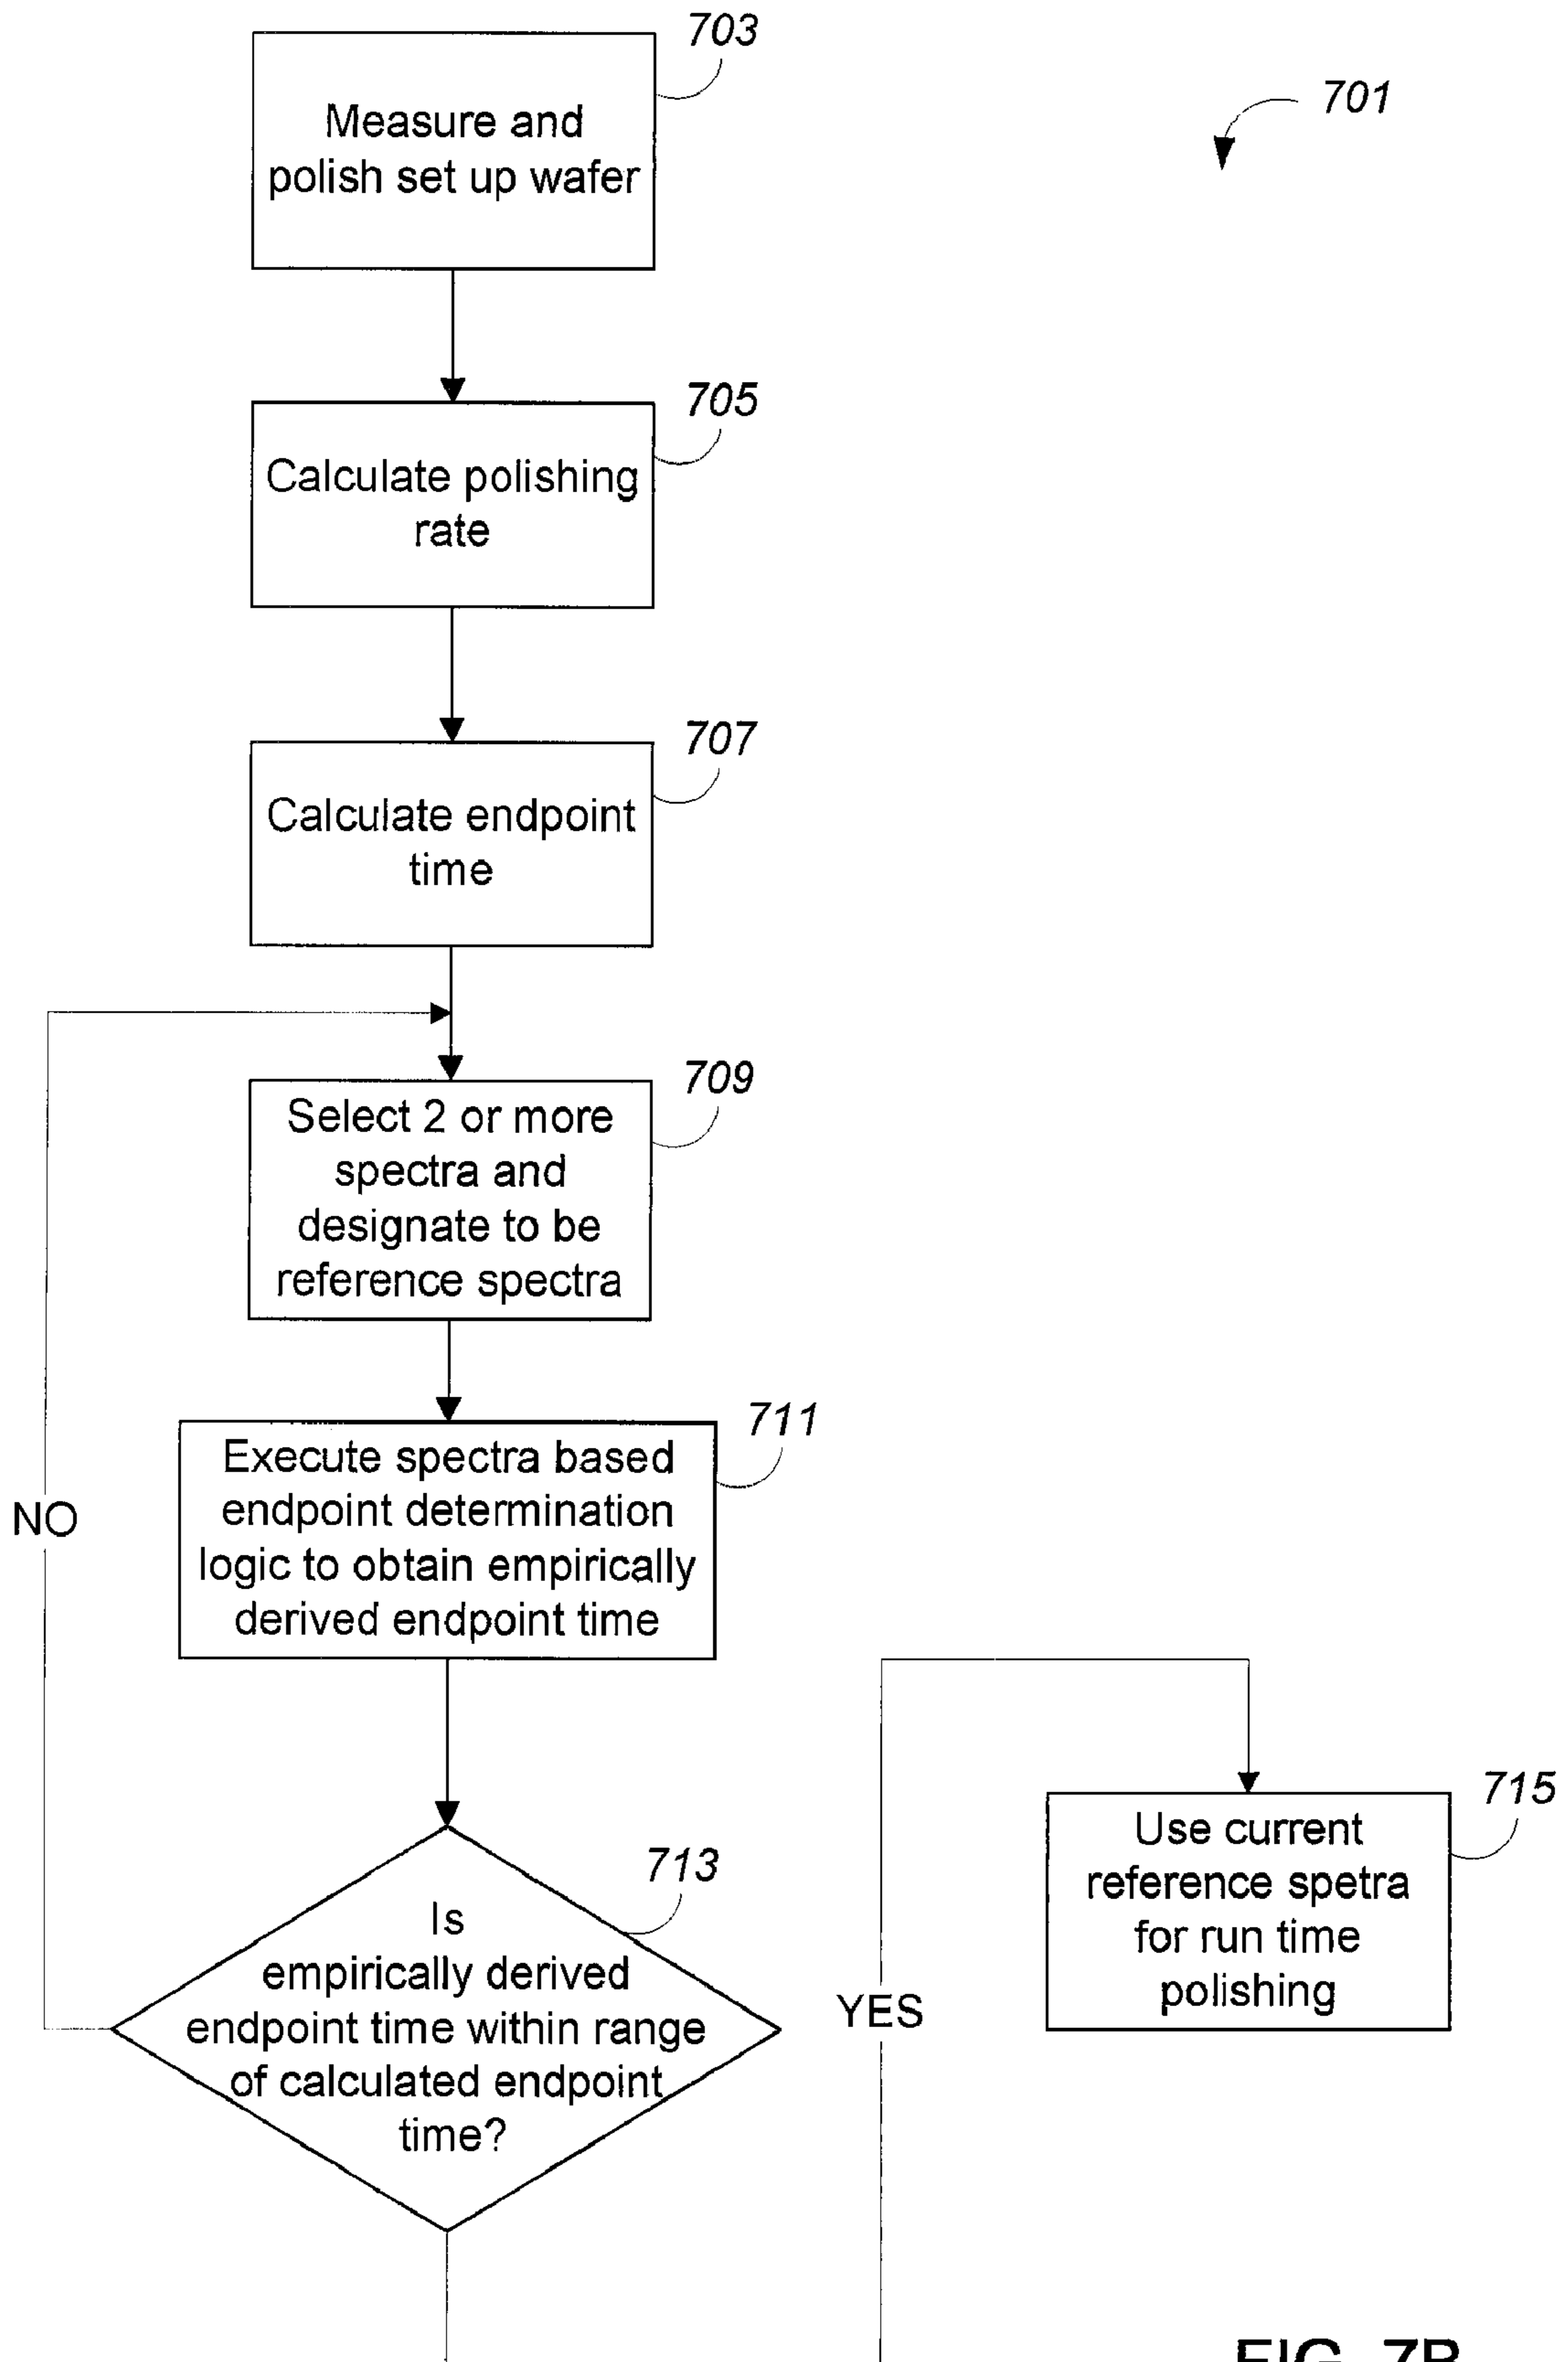 703
Measure and
polish set up wafer
701
705
Calculate polishing
rate
707
Calculate endpoint
time
709
Select 2 or more
spectra and
designate to be
reference spectra
711
Execute spectra based
endpoint determination
logic to obtain empirically
derived endpoint time
NO
713
Is
empirically derived
endpoint time within range
of calculated endpoint
time?
YES
715
Use current
reference spetra
for run time
polishing
FIG. 7B